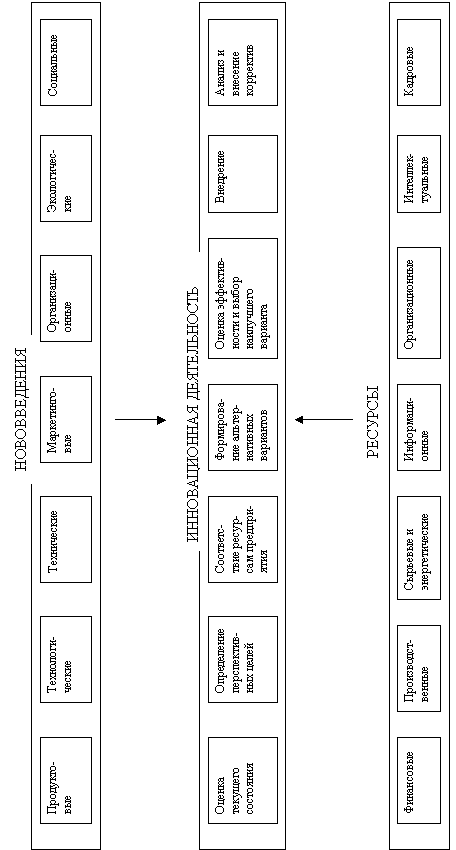 НОВОВВЕДЕНИЯ
Продукто-
вые
Технологи-
ческие
Технические
Маркетинго-
вые
Организаци-
онные
Экологичес-
кие
Социальные
ИННОВАЦИОННАЯ ДЕЯТЕЛЬНОСТЬ
Оценка
текущего
состояния
Определение
перспектив-
ных целей
Соответс-
твие ресур-
сам предпри-
ятия
Формирова-
ние альтер-
нативных
вариантов
Оценка эффектив-
ности и выбор
наилучшего
варианта
Внедрение
Анализ и
внесение
корректив
РЕСУРСЫ
Финансовые
Производст-
венные
Сырьевые и
энергетические
Информаци-
онные
Организационные
Интеллек-
туальные
Кадровые